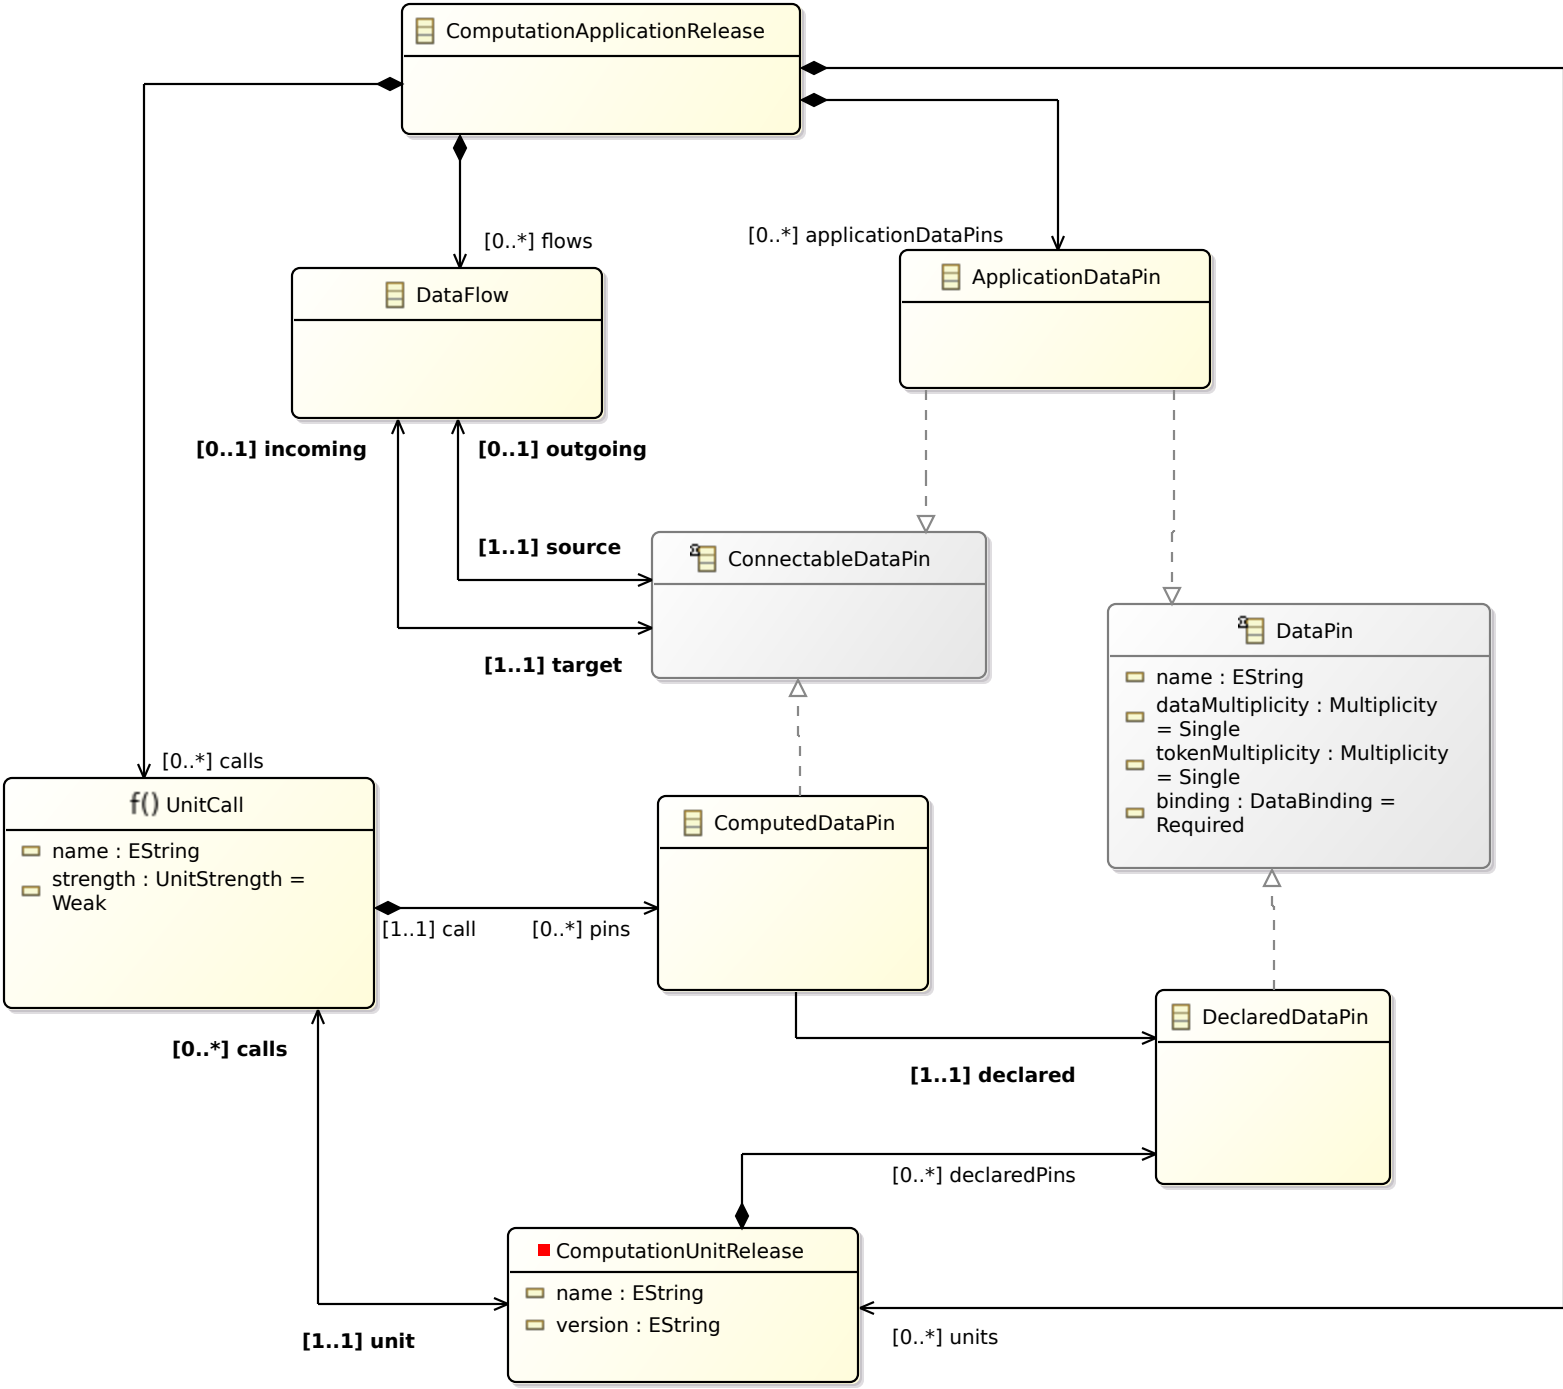 ComputationApplicationRelease
[0..*] flows
[0..*] applicationDataPins
DataFlow
ApplicationDataPin
[0..1] incoming
[0..1] outgoing
[1..1] source
ConnectableDataPin
[1..1] target
DataPin
name : EString
dataMultiplicity : Multiplicity
= Single
tokenMultiplicity : Multiplicity
= Single
binding : DataBinding =
Required
[0..*] calls
f() UnitCall
name : EString
strength : UnitStrength =
Weak
[1..1] call
[0..*] pins
ComputedDataPin
DeclaredDataPin
[0..*] calls
[1..1] declared
[0..*] declaredPins
ComputationUnitRelease
name : EString
version : EString
[1..1] unit
[0..*] units